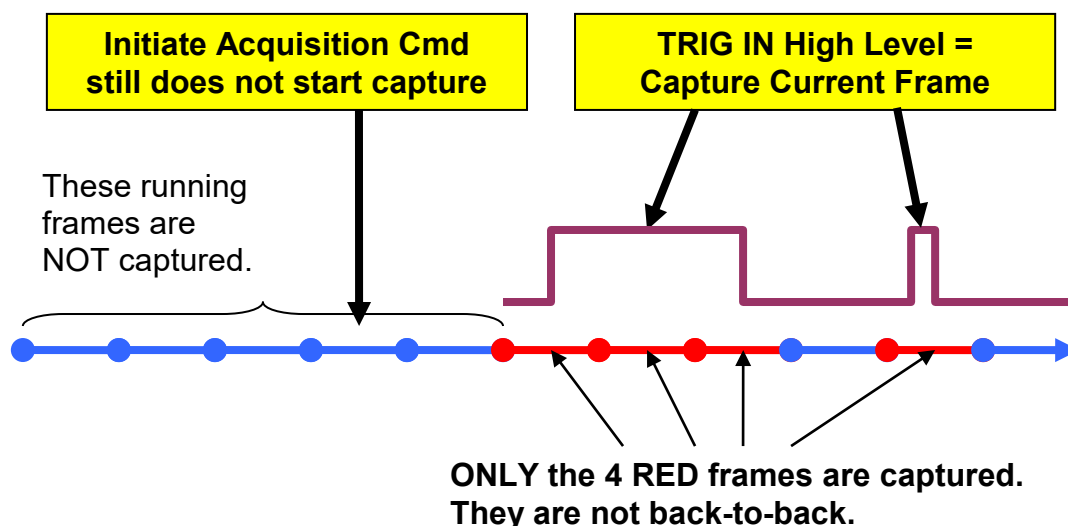 Initiate Acquisition Cmd
still does not start capture
TRIG IN High Level =
Capture Current Frame
These running
frames are
NOT captured.
ONLY the 4 RED frames are captured.
They are not back-to-back.